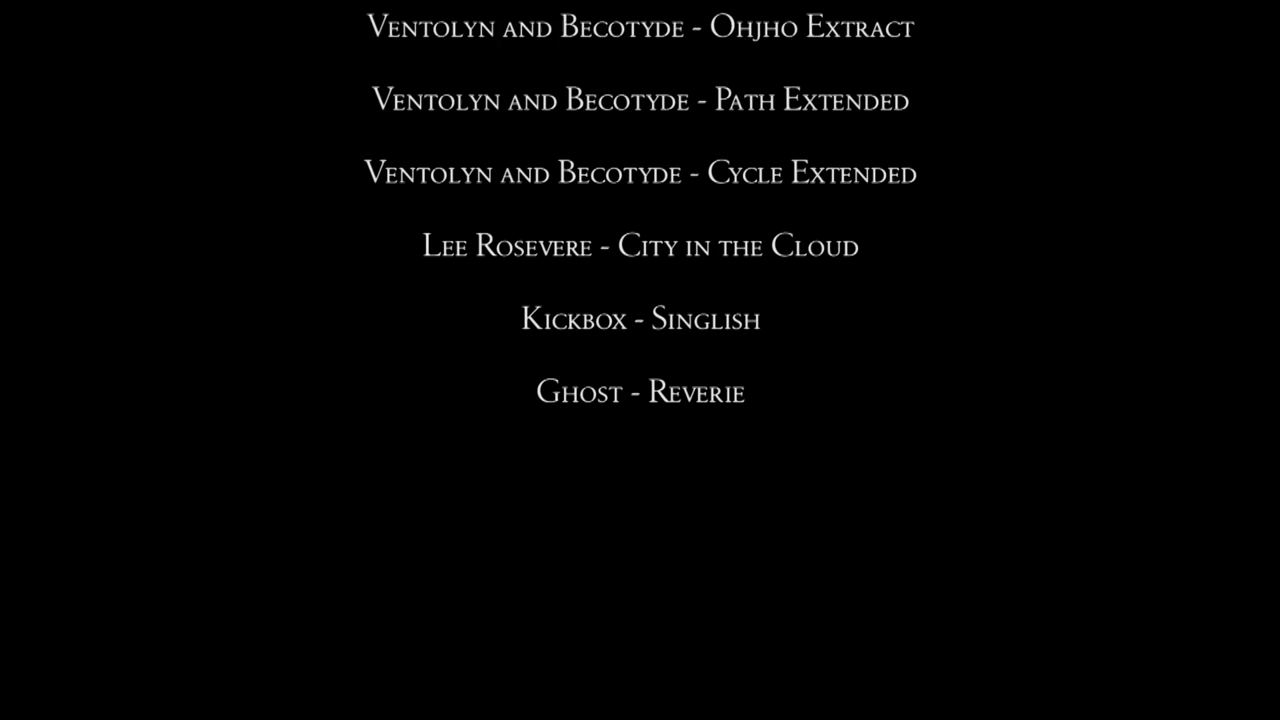 Ventolyn and Becotyde - Ohjho Extract
Ventolyn and Becotyde - Path Extended
Ventolyn and Becotyde - Cycle Extended
Lee Rosevere - City in the Cloud
Kickbox - Singlish
Ghost - Reverie